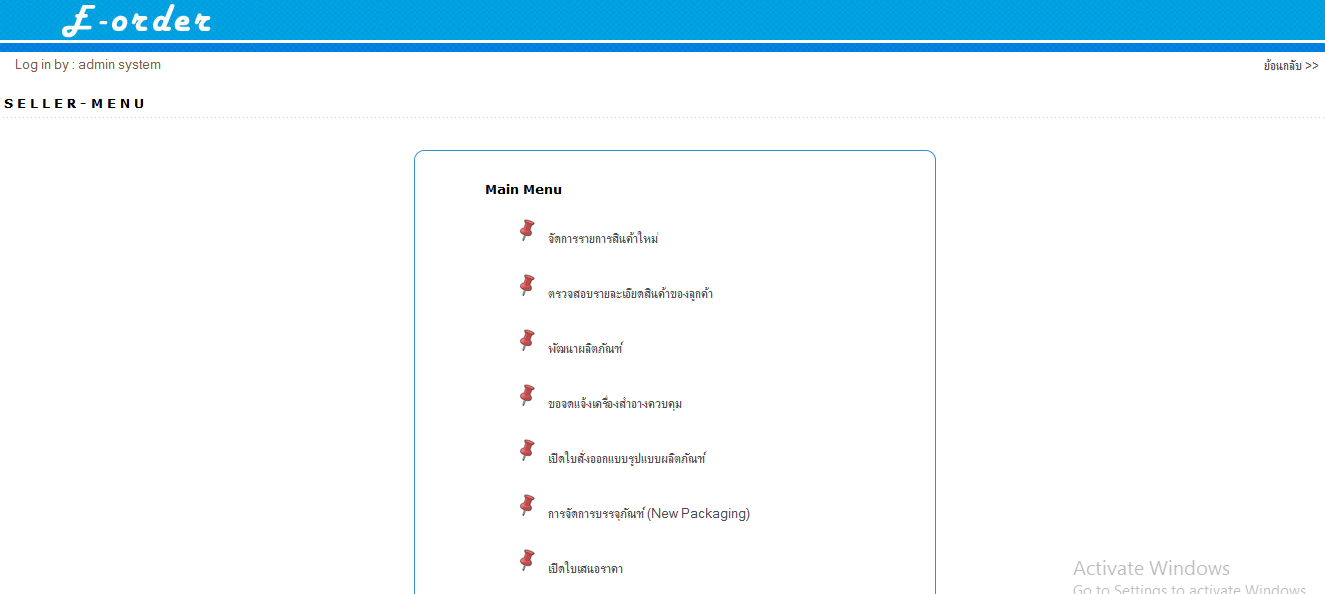 E-order
Log in by : admin system
ย้อนกลับ >>
SELLER-MENU
Main Menu
จัดการรายการสินค้าใหม่
ตรวจสอบรายละเอียดสินค้าของลูกค้า
พัฒนาผลิตภัณฑ์
ขอจดแจ้งเครื่องสำอางควบคุม
เปิดใบสั่งออกแบบรูปแบบผลิตภัณฑ์
การจัดการบรรจุภัณฑ์ (New Packaging)
เปิดใบเสนอราคา
Activate Windows
Go to Settings to activate Windows.